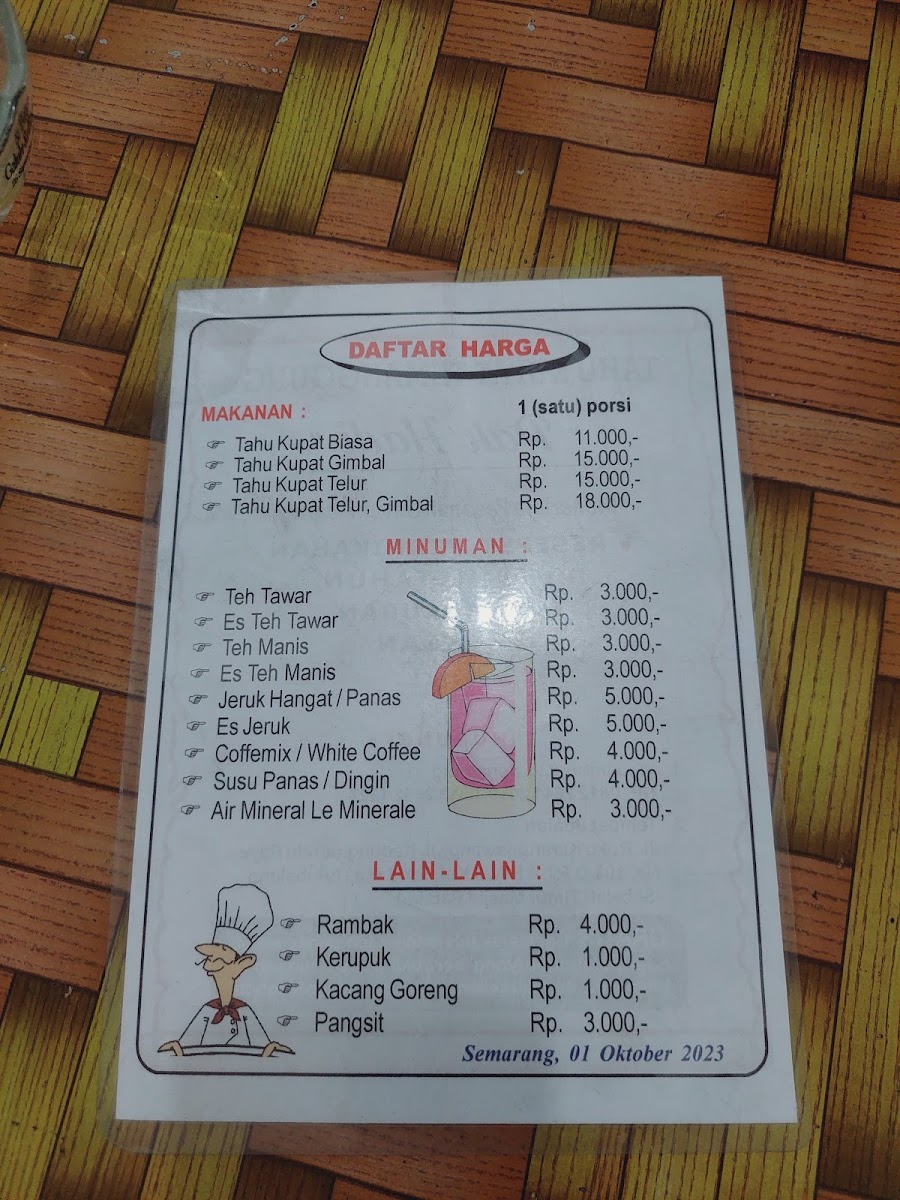 DAFTAR HARGA
MAKANAN : 1 (satu) porsi
Tahu Kupat Biasa Rp. 11.000,-
Tahu Kupat Gimbal Rp. 15.000,-
Tahu Kupat Telur Rp. 15.000,-
Tahu Kupat Telur, Gimbal Rp. 18.000,-
MINUMAN :
Teh Tawar Rp. 3.000,-
Es Teh Tawar Rp. 3.000,-
Teh Manis Rp. 3.000,-
Es Teh Manis Rp. 3.000,-
Jeruk Hangat / Panas Rp. 5.000,-
Es Jeruk Rp. 5.000,-
Coffemix / White Coffee Rp. 4.000,-
Susu Panas / Dingin Rp. 4.000,-
Air Mineral Le Minerale Rp. 3.000,-
LAIN-LAIN :
Rambak Rp. 4.000,-
Kerupuk Rp. 1.000,-
Kacang Goreng Rp. 1.000,-
Pangsit Rp. 3.000,-
Semarang, 01 Oktober 2023